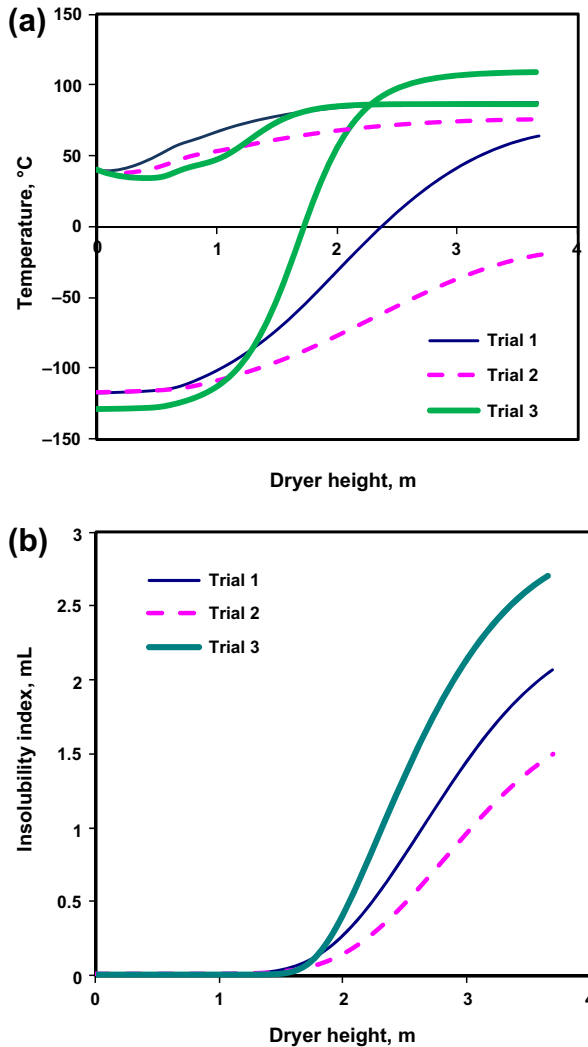 (a)
150
100
50
0
–50
–100
–150
0
1
2
3
4
Temperature, °C
Trial 1
Trial 2
Trial 3
Dryer height, m
(b)
3
2.5
2
1.5
1
0.5
0
Insolubility index, mL
Trial 1
Trial 2
Trial 3
0
1
2
3
4
Dryer height, m